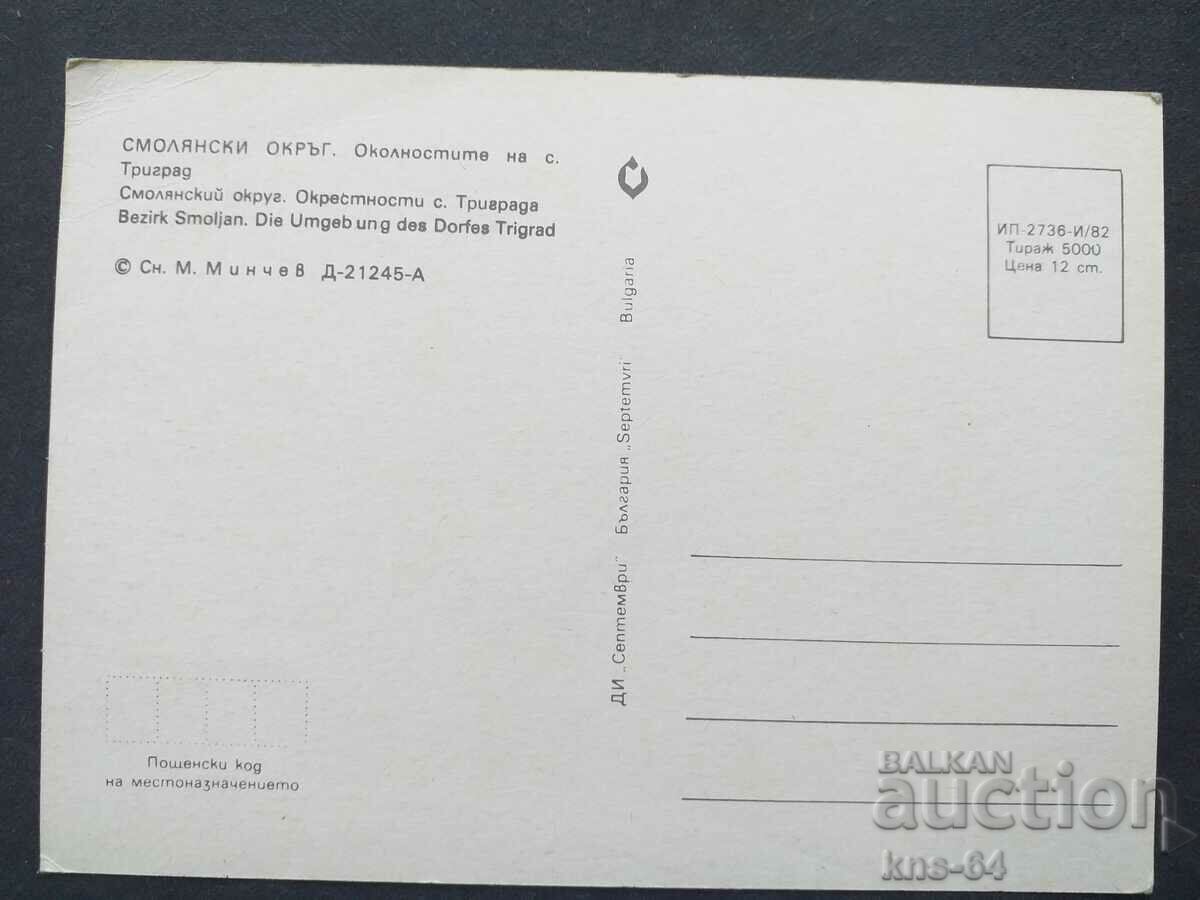 СМОЛЯНСКИ ОКРЪГ. Околностите на с.
Триград
Смолянский округ. Окрестности с. Триграда
Bezirk Smoljan. Die Umgebung des Dorfes Trigrad
© Сн. М. Минчев Д-21245-А
ДИ „Септември" България „Septemvri" Bulgaria
ИП-2736-И/82
Тираж 5000
Цена 12 ст.
Пощенски код
на местоназначението
BALKAN
auction
kns-64